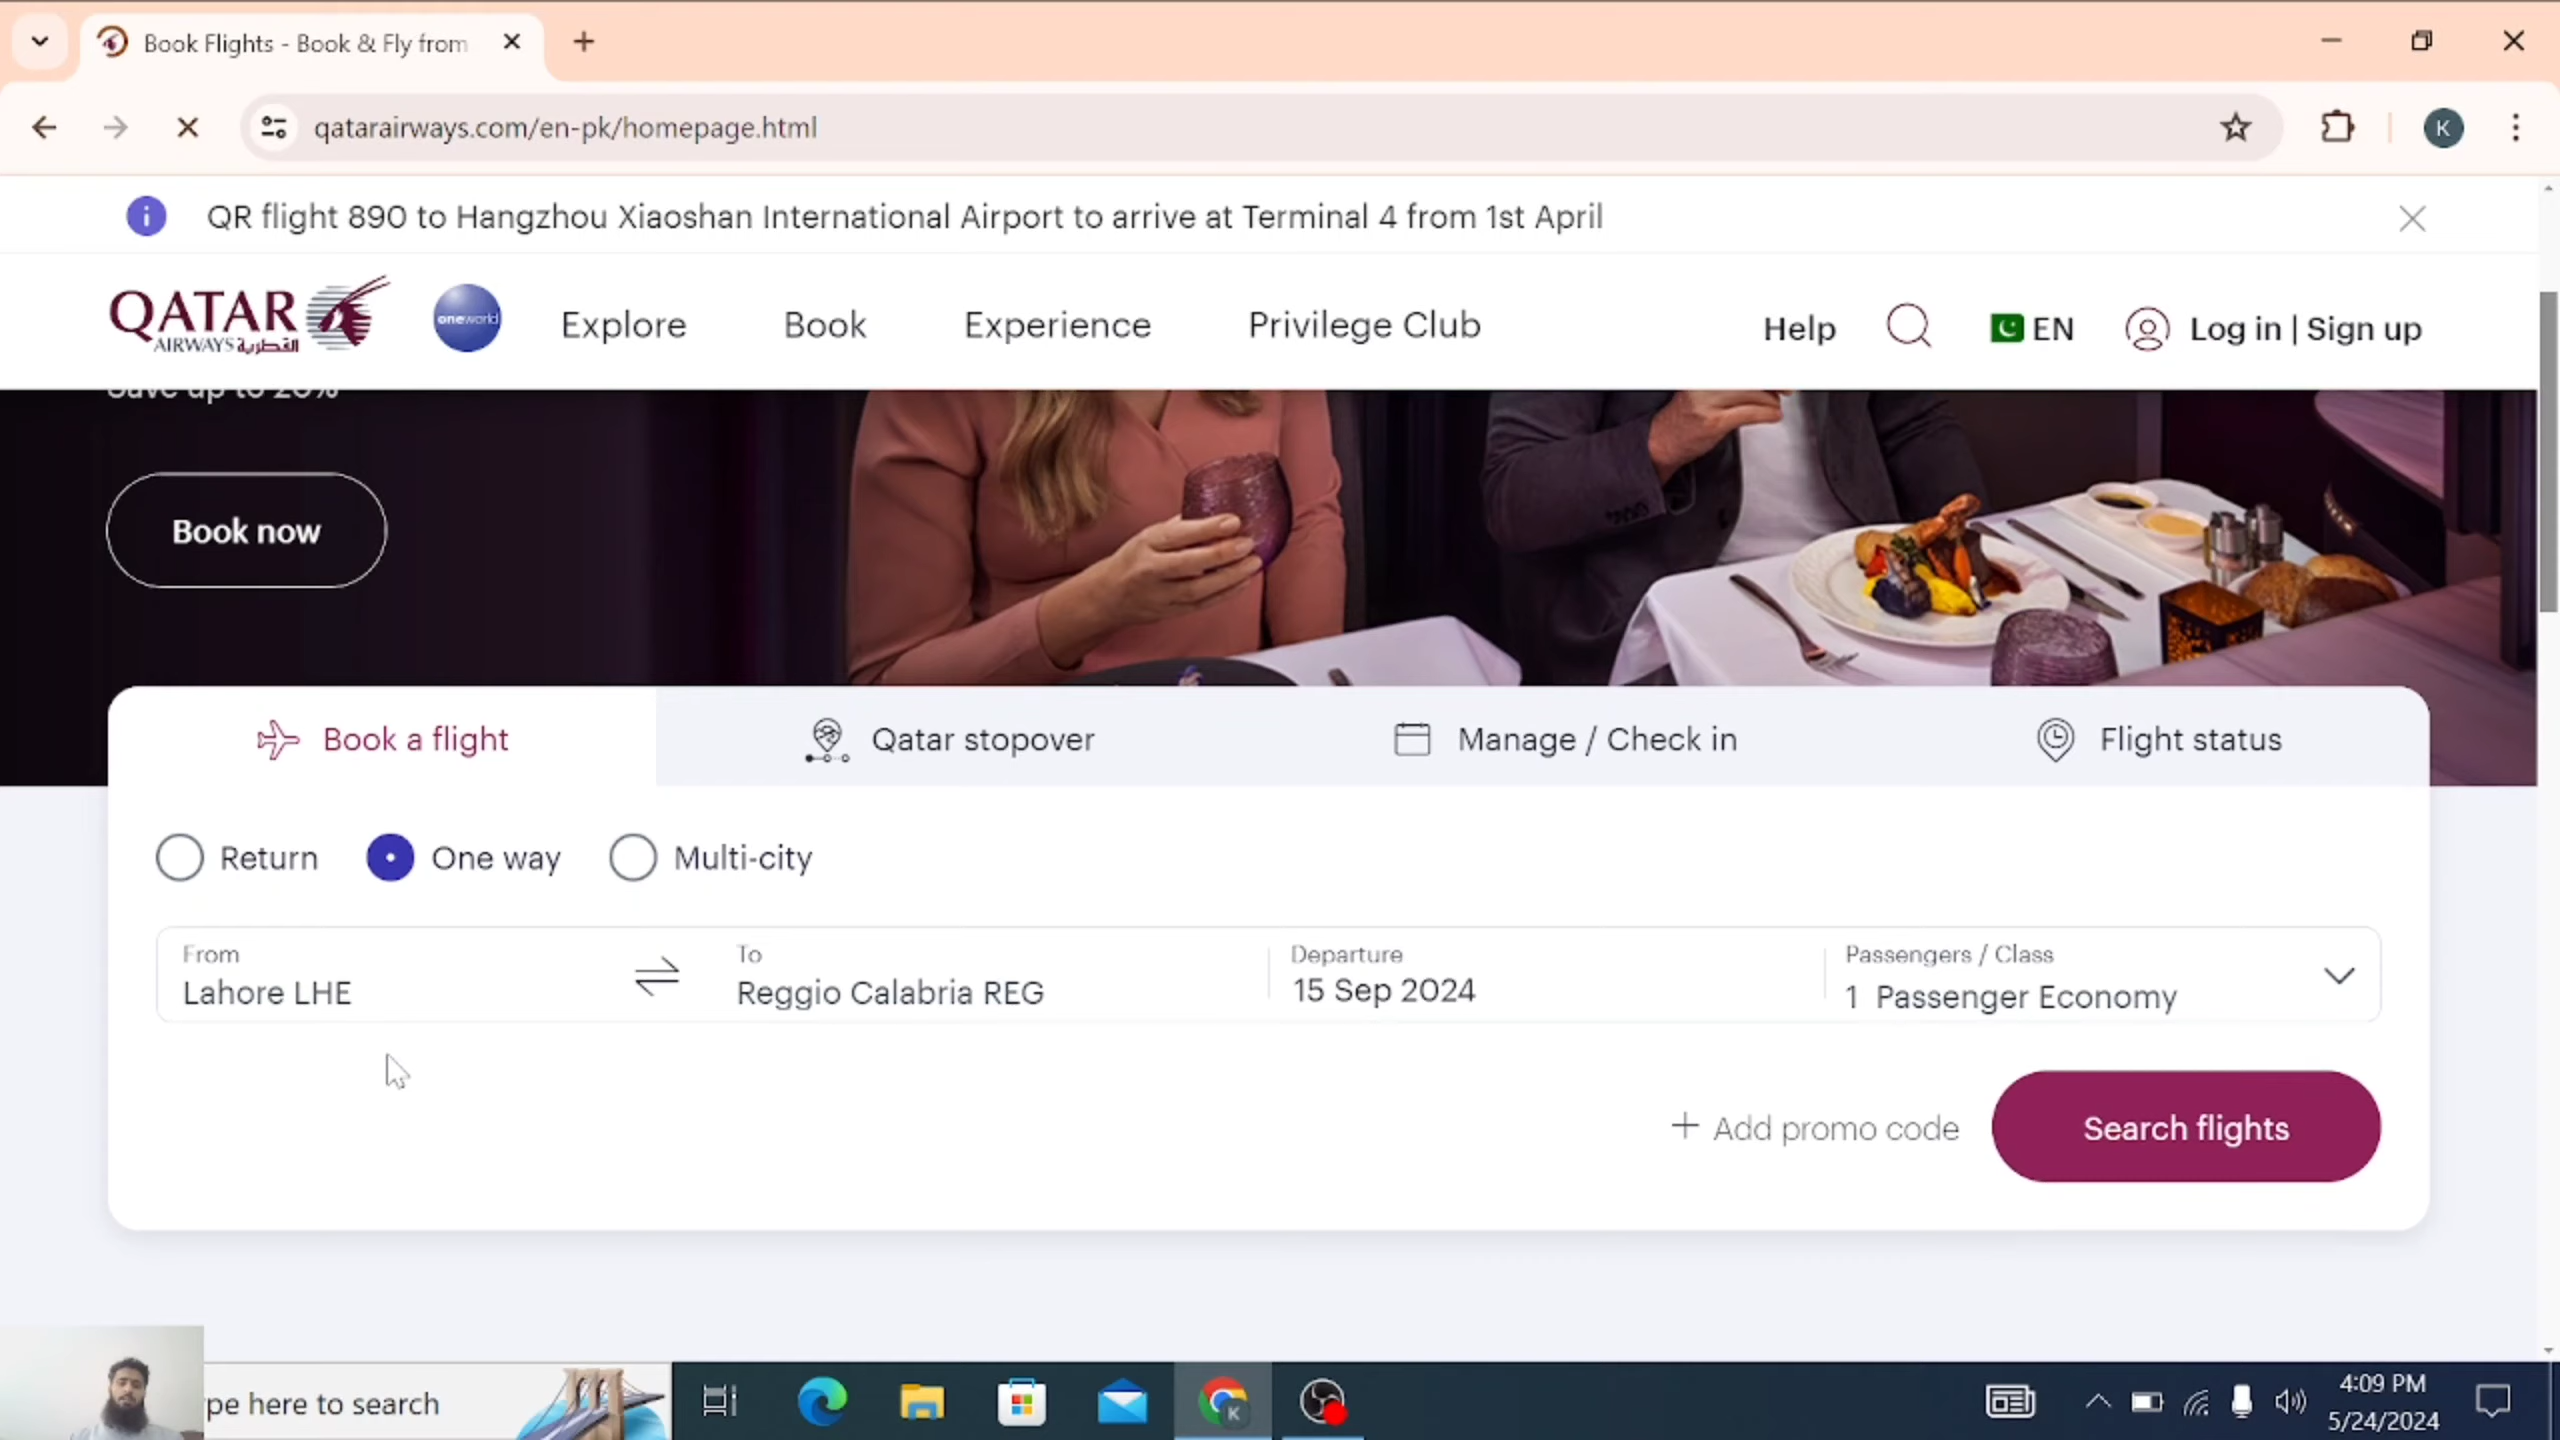 Book Flights - Book & Fly from
qatarairways.com/en-pk/homepage.html
K
QR flight 890 to Hangzhou Xiaoshan International Airport to arrive at Terminal 4 from 1st April
QATAR
AIRWAYS القطرية
oneworld
Explore
Book
Experience
Privilege Club
Help
EN
Log in | Sign up
Save up to 20%
Book now
Book a flight
Qatar stopover
Manage / Check in
Flight status
Return
One way
Multi-city
From
Lahore LHE
To
Reggio Calabria REG
Departure
15 Sep 2024
Passengers / Class
1 Passenger Economy
+ Add promo code
Search flights
pe here to search
K
4:09 PM
5/24/2024